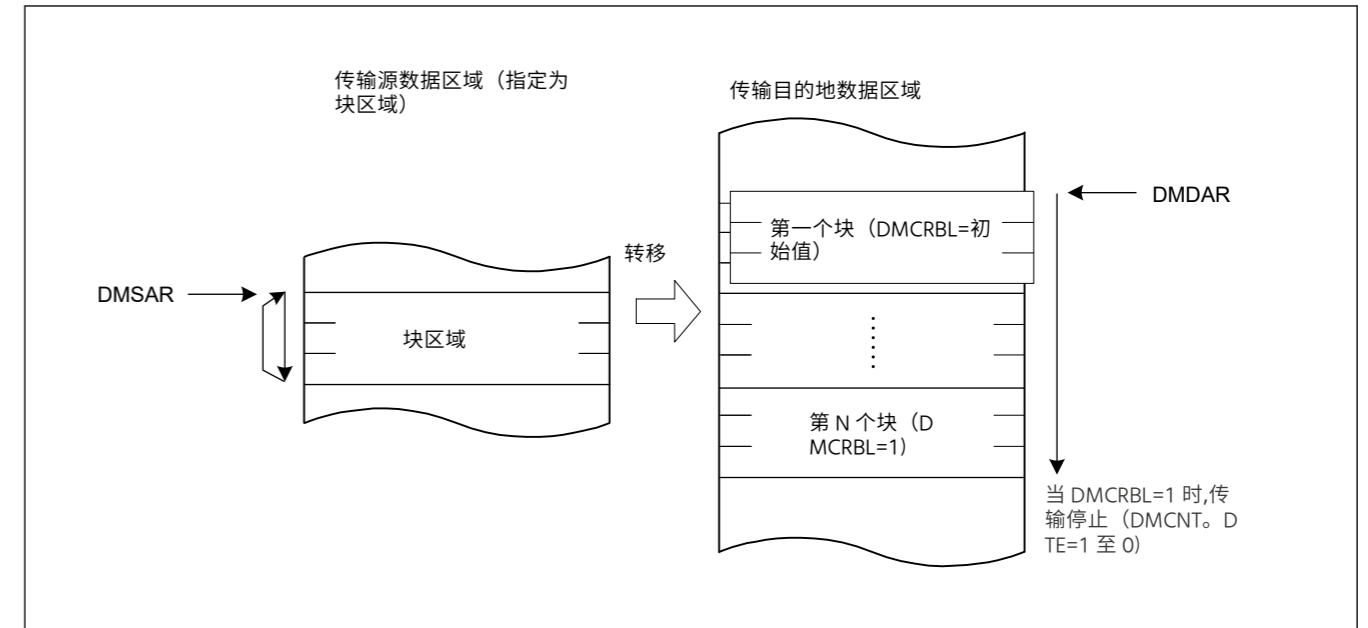 传输源数据区域（指定为
块区域）
传输目的地数据区域
DMDAR
第一个块（DMCRBL=初
始值）
转移
DMSAR
块区域
第 N 个块（D
MCRBL=1）
当 DMCRBL=1 时,传
输停止（DMCNT。D
TE=1 至 0）